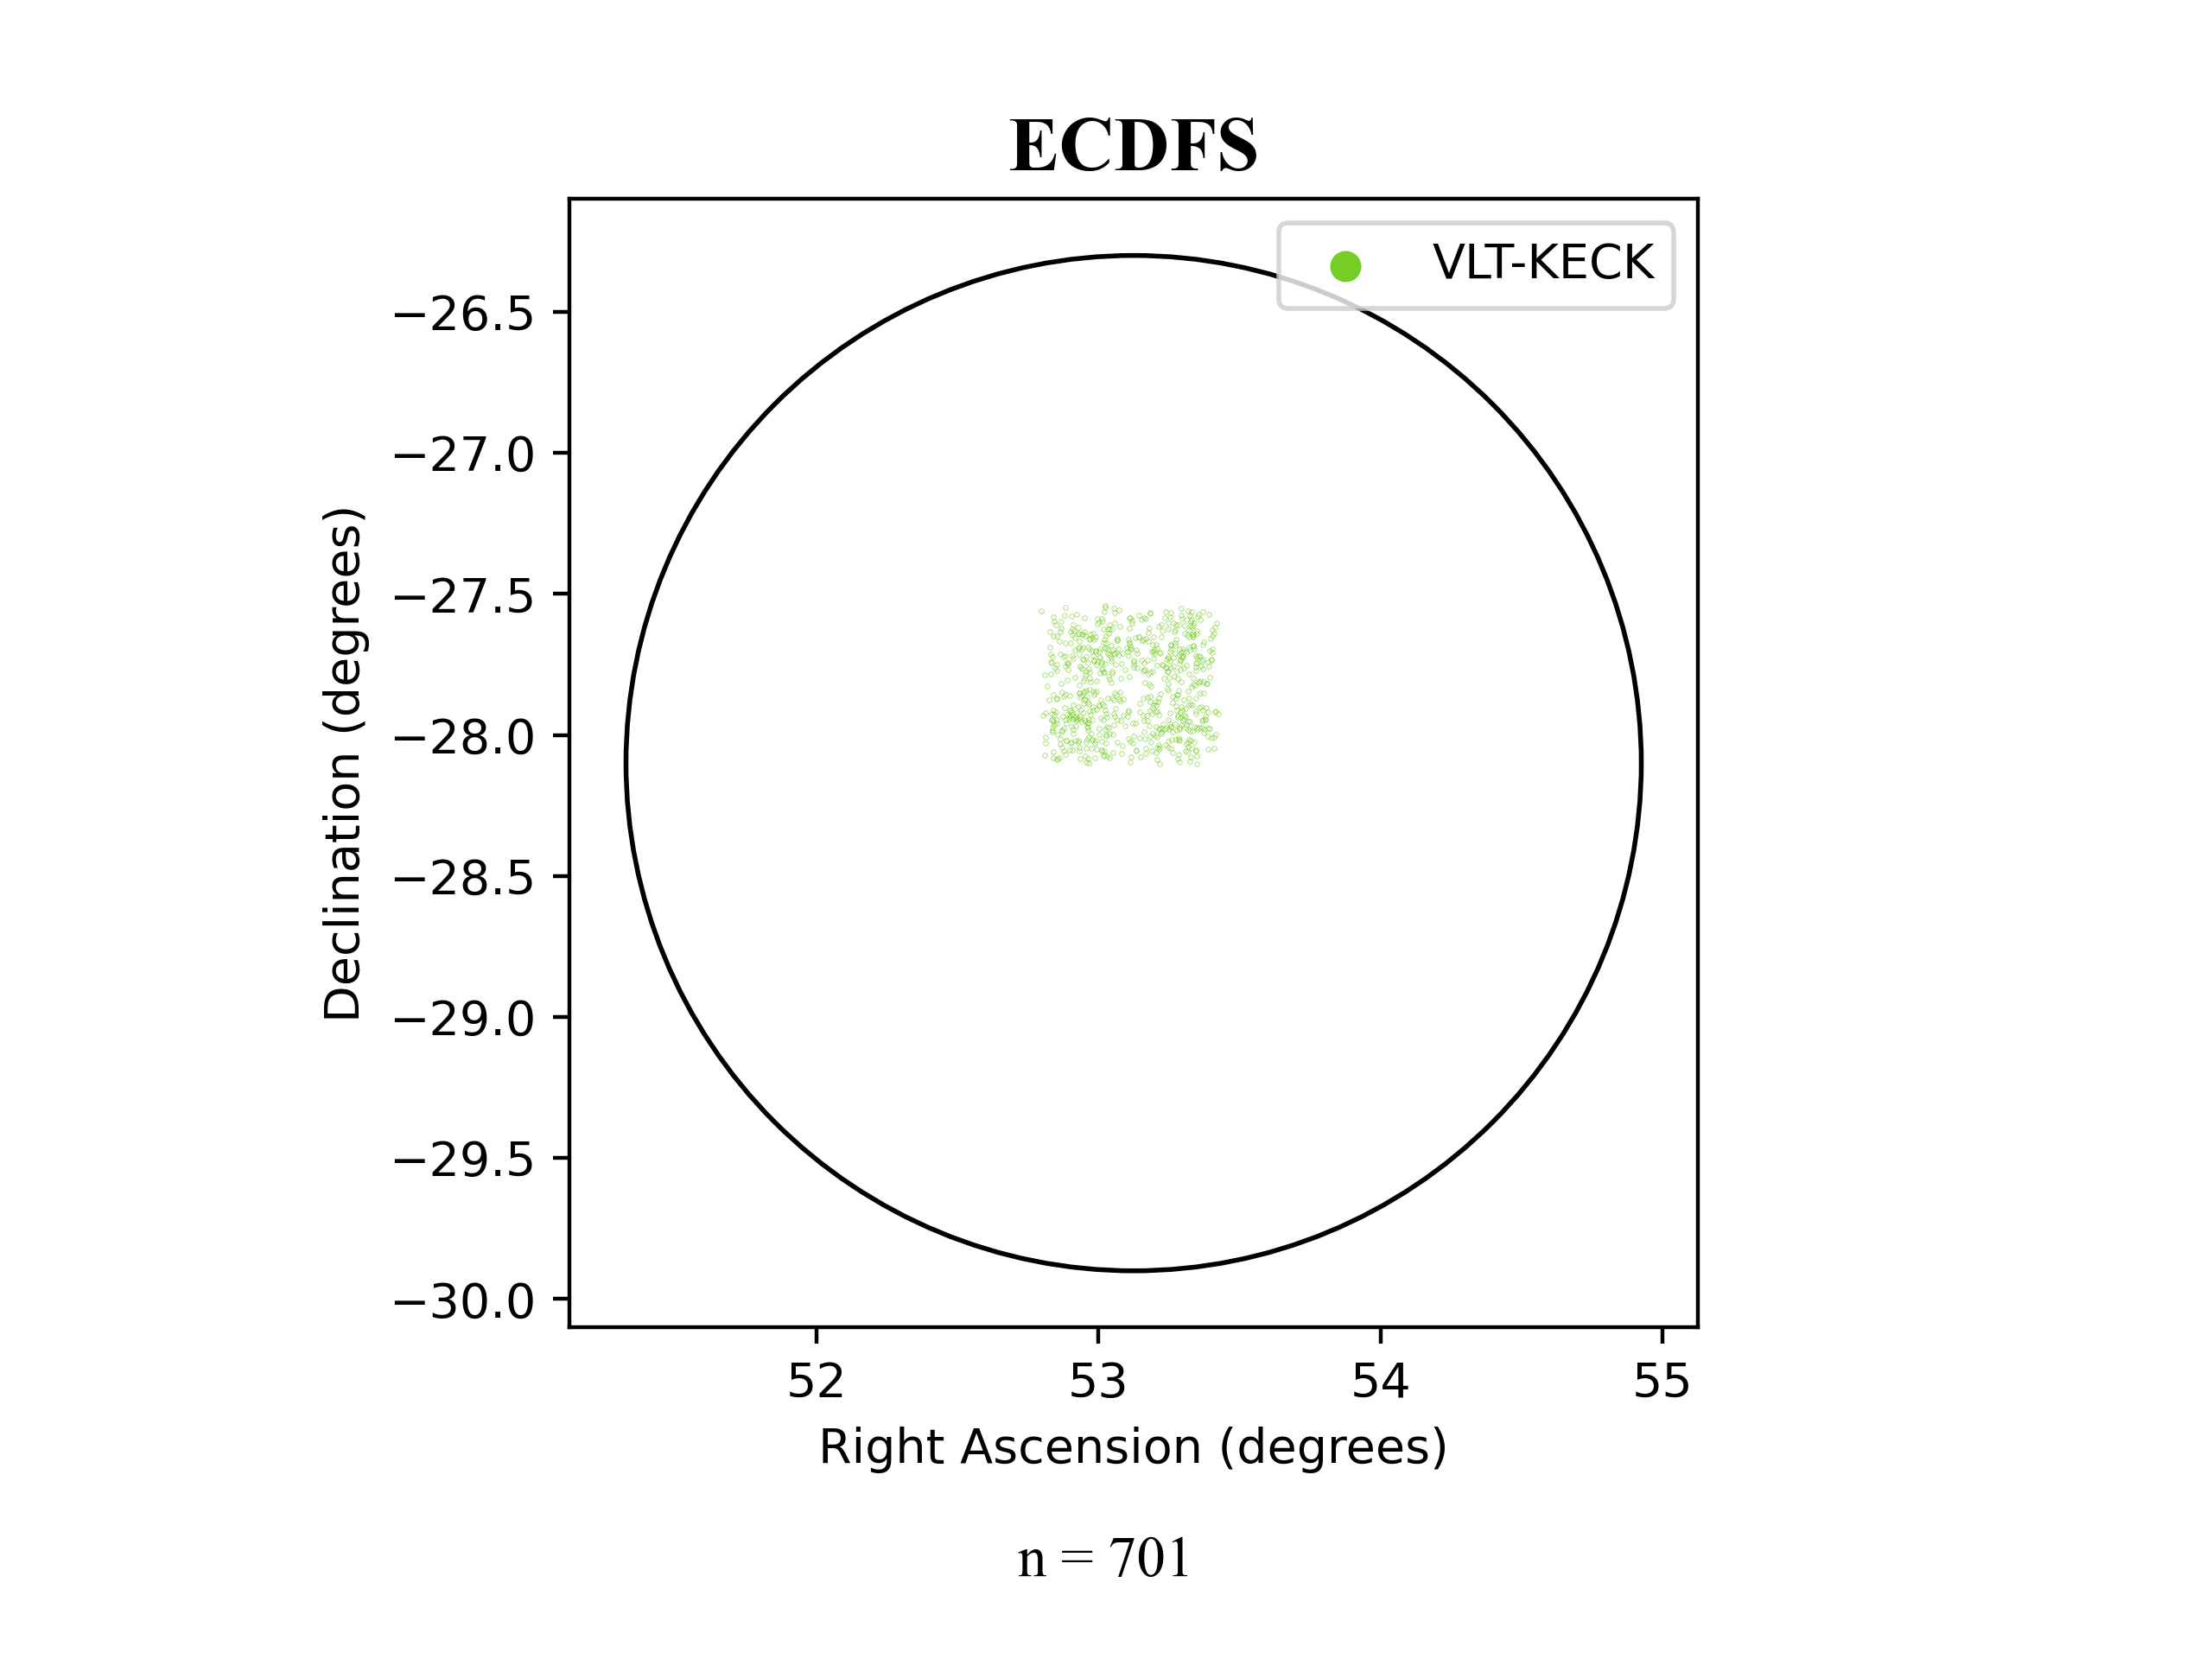 ECDFS
VLT-KECK
−26.5
−27.0
−27.5
−28.0
−28.5
−29.0
−29.5
−30.0
Declination (degrees)
52 53 54 55
Right Ascension (degrees)
n = 701